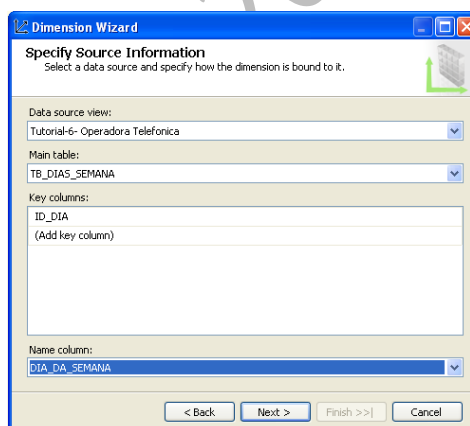 Dimension Wizard
Specify Source Information
Select a data source and specify how the dimension is bound to it.
Data source view:
Tutorial-6- Operadora Telefonica
Main table:
TB_DIAS_SEMANA
Key columns:
ID_DIA
(Add key column)
Name column:
DIA_DA_SEMANA
< Back Next > Finish >>| Cancel